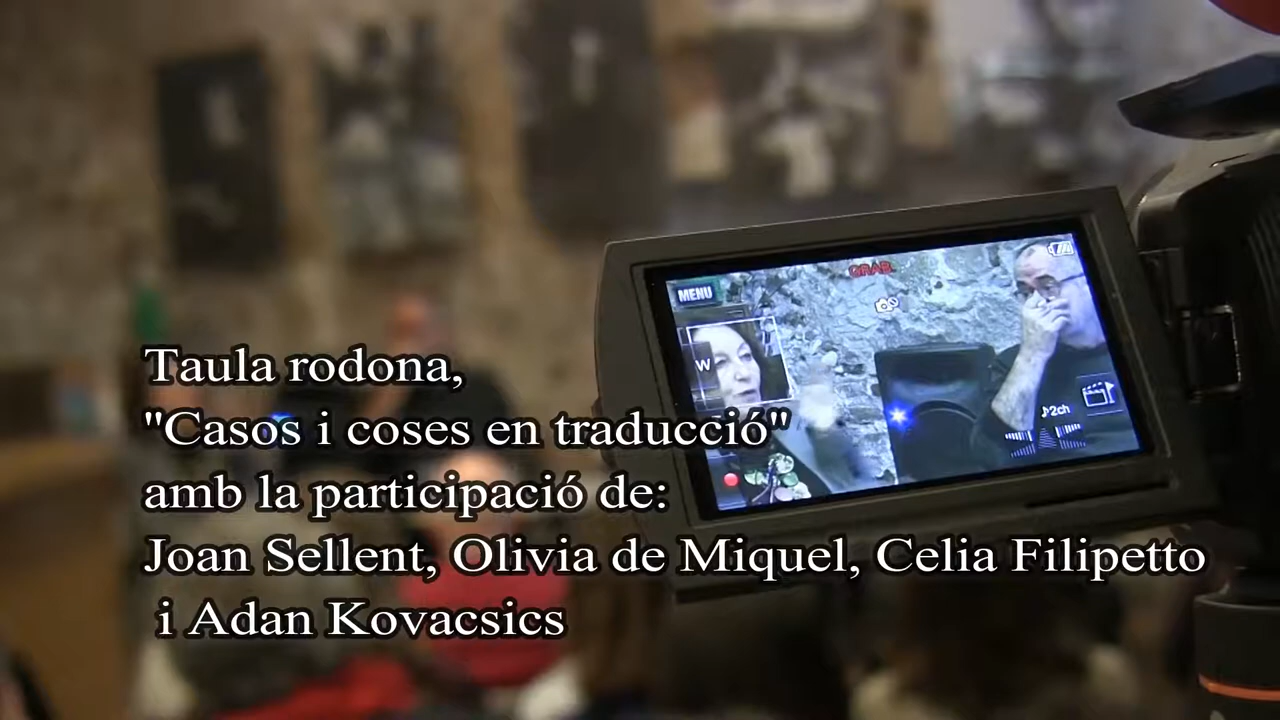 GRAB.
MENU
W
2ch
Taula rodona,
"Casos i coses en traducció"
amb la participació de:
Joan Sellent, Olivia de Miquel, Celia Filipetto
i Adan Kovacsics